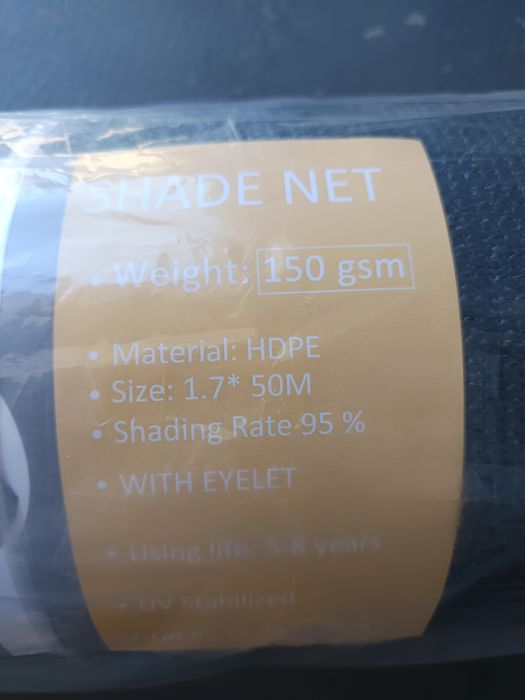 SHADE NET
• Weight: 150 gsm
• Material: HDPE
• Size: 1.7* 50M
• Shading Rate 95 %
• WITH EYELET
• Using life: 5-8 years
• UV Stabilized